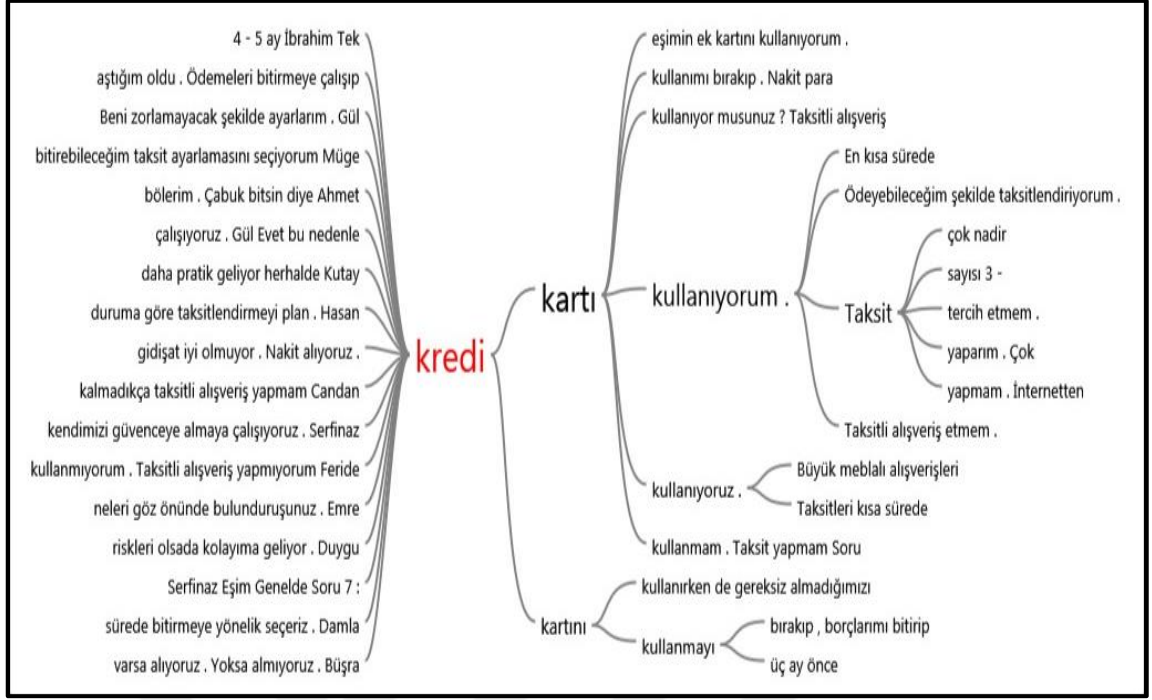 4 - 5 ay İbrahim Tek
aştığım oldu . Ödemeleri bitirmeye çalışıp
Beni zorlamayacak şekilde ayarlarım . Gül
bitirebileceğim taksit ayarlamasını seçiyorum Müge
bölerim . Çabuk bitsin diye Ahmet
çalışıyoruz . Gül Evet bu nedenle
daha pratik geliyor herhalde Kutay
duruma göre taksitlendirmeyi plan . Hasan
gidişat iyi olmuyor . Nakit alıyoruz .
kalmadıkça taksitli alışveriş yapmam Candan
kendimizi güvenceye almaya çalışıyoruz . Serfinaz
kullanmıyorum . Taksitli alışveriş yapmıyorum Feride
neleri göz önünde bulunduruşunuz . Emre
riskleri olsada kolayıma geliyor . Duygu
Serfinaz Eşim Genelde Soru 7 :
sürede bitirmeye yönelik seçeriz . Damla
varsa alıyoruz . Yoksa almıyoruz . Büşra
kredi
kartı
eşimin ek kartını kullanıyorum .
kullanımı bırakıp . Nakit para
kullanıyor musunuz ? Taksitli alışveriş
kullanıyorum .
En kısa sürede
Ödeyebileceğim şekilde taksitlendiriyorum .
Taksit
çok nadir
sayısı 3 -
tercih etmem .
yaparım . Çok
yapmam . İnternetten
Taksitli alışveriş etmem .
kullanıyoruz .
Büyük meblalı alışverişleri
Taksitleri kısa sürede
kullanmam . Taksit yapmam Soru
kartını
kullanırken de gereksiz almadığımızı
kullanmayı
bırakıp , borçlarımı bitirip
üç ay önce